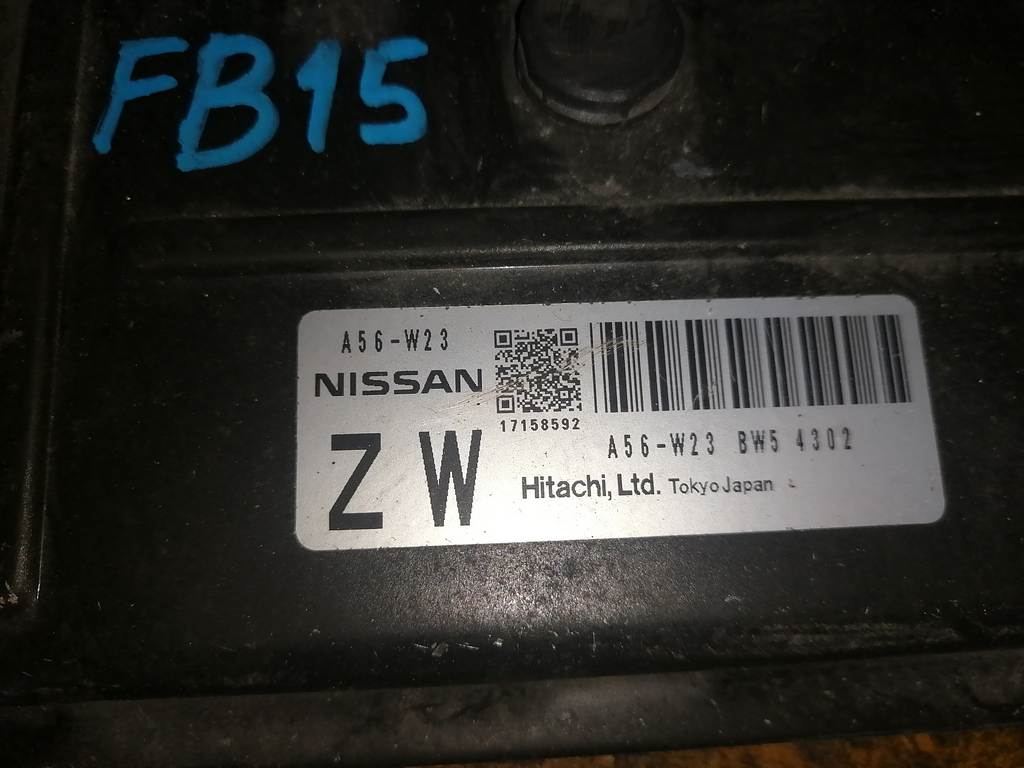 FB15
A56-W23
NISSAN
17158592
Z W
A56-W23 BW5 4302
Hitachi, Ltd. Tokyo Japan